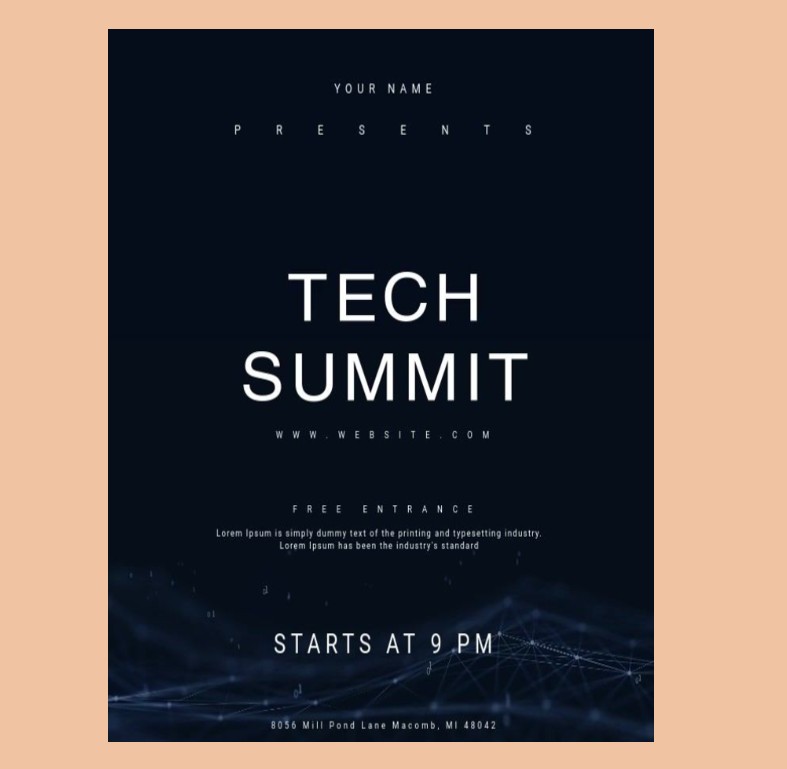 YOUR NAME
PRESENTS
TECH
SUMMIT
WWW.WEBSITE.COM
FREE ENTRANCE
Lorem Ipsum is simply dummy text of the printing and typesetting industry.
Lorem Ipsum has been the industry's standard
STARTS AT 9 PM
8056 Mill Pond Lane Macomb, MI 48042